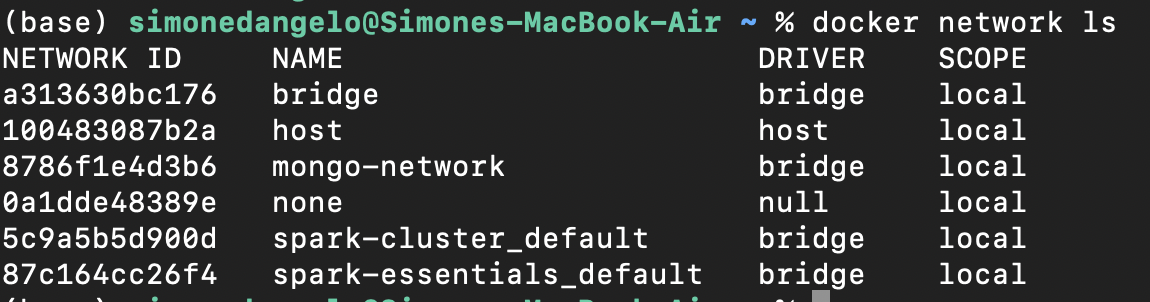 (base) simonedangelo@Simones-MacBook-Air ~ % docker network ls
NETWORK ID     NAME                       DRIVER    SCOPE
a313630bc176   bridge                     bridge    local
100483087b2a   host                       host      local
8786f1e4d3b6   mongo-network              bridge    local
0a1dde48389e   none                       null      local
5c9a5b5d900d   spark-cluster_default      bridge    local
87c164cc26f4   spark-essentials_default   bridge    local